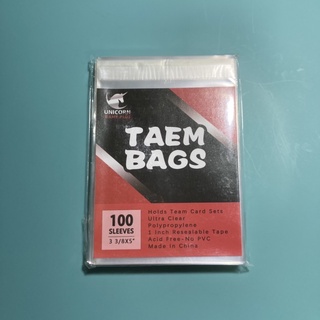 UNICORN
TAEM
BAGS
100
SLEEVES
3 3/8X5"
Holds Taem Card Sets
Ultra Clear
Polypropylene
1 Inch Resealable Tape
Acid Free-No PVC
Made in China